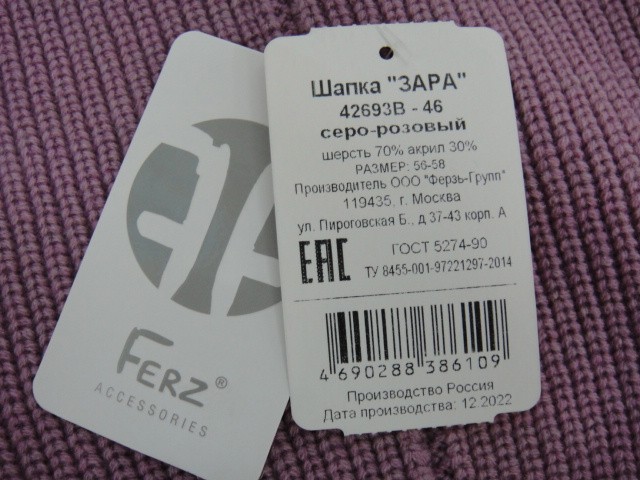 Шапка "ЗАРА"
42693В - 46
серо-розовый
шерсть 70% акрил 30%
РАЗМЕР: 56-58
Производитель ООО "Ферзь-Групп"
119435, г. Москва
ул. Пироговская Б., д 37-43 корп. А
ЕАС
ГОСТ 5274-90
ТУ 8455-001-97221297-2014
4 690288 386109
Производство Россия
Дата производства: 12.2022
FERZ®
ACCESSORIES